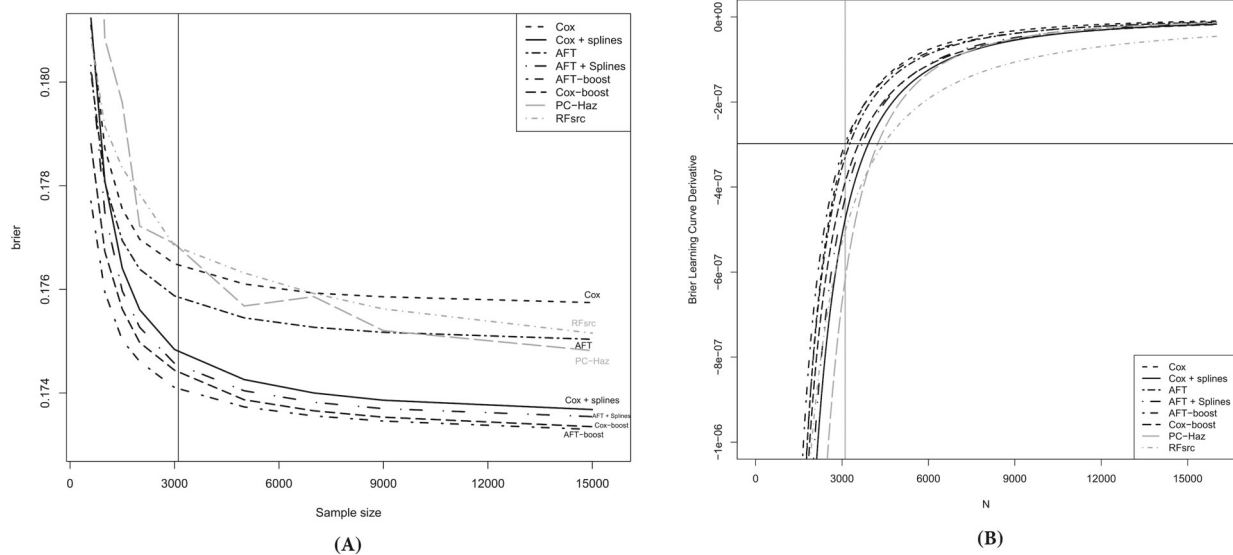 Cox
Cox + splines
AFT
AFT + Splines
AFT-boost
Cox-boost
PC-Haz
RFsrc
0.180
0.178
0.176
0.174
brier
Cox
RFsrc
AFT
PC-Haz
Cox + splines
AFT + Splines
Cox-boost
AFT-boost
0 3000 6000 9000 12000 15000
Sample size
(A)
0e+00
-2e-07
-4e-07
-6e-07
-8e-07
-1e-06
Brier Learning Curve Derivative
Cox
Cox + splines
AFT
AFT + Splines
AFT-boost
Cox-boost
PC-Haz
RFsrc
0 3000 6000 9000 12000 15000
N
(B)